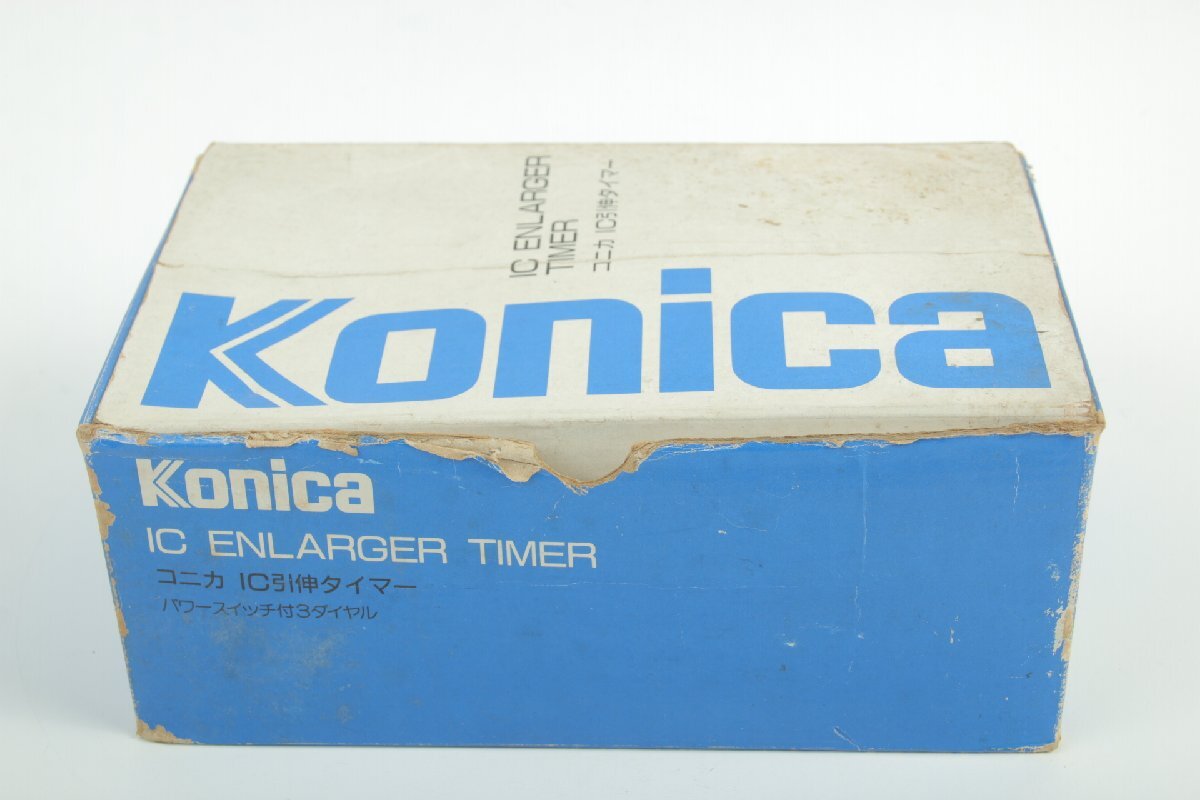 IC ENLARGER
TIMER
コニカ IC引伸タイマー
Konica
Konica
IC ENLARGER TIMER
コニカ IC引伸タイマー
パワースイッチ付3ダイヤル